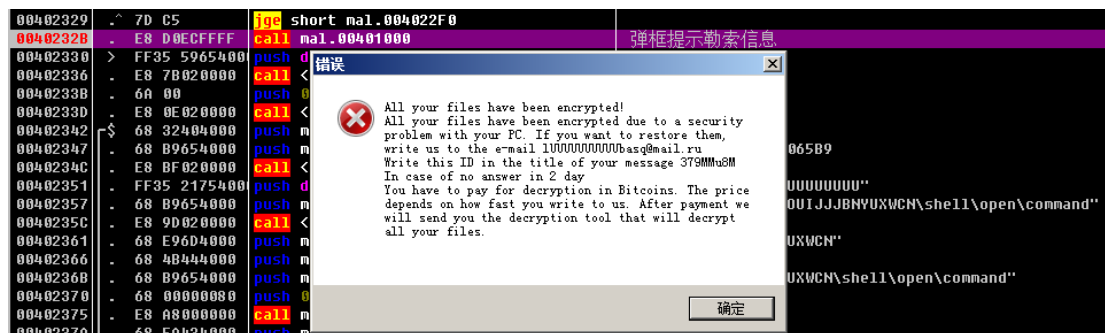 00402329 .^ 7D C5 jge short mal.004022F0
0040232B . E8 D0ECFFFF call mal.00401000 弹框提示勒索信息
00402330 > FF35 59654000 push d
00402336 . E8 7B020000 call <
0040233B . 6A 00 push 0
0040233D . E8 0E020000 call <
00402342 $ 68 32404000 push m
00402347 . 68 B9654000 push m 065B9
0040234C . E8 BF020000 call <
00402351 . FF35 21754000 push d UUUUUUUU"
00402357 . 68 B9654000 push m OUIJJJBNYUXWCN\shell\open\command"
0040235C . E8 9D020000 call <
00402361 . 68 E96D4000 push m UXWCN"
00402366 . 68 4B444000 push m
0040236B . 68 B9654000 push m UXWCN\shell\open\command"
00402370 . 68 00000080 push 0
00402375 . E8 A8000000 call m
错误
All your files have been encrypted!
All your files have been encrypted due to a security
problem with your PC. If you want to restore them,
write us to the e-mail
Write this ID in the title of your message 379MMu8M
In case of no answer in 2 day
You have to pay for decryption in Bitcoins. The price
depends on how fast you write to us. After payment we
will send you the decryption tool that will decrypt
all your files.
确定